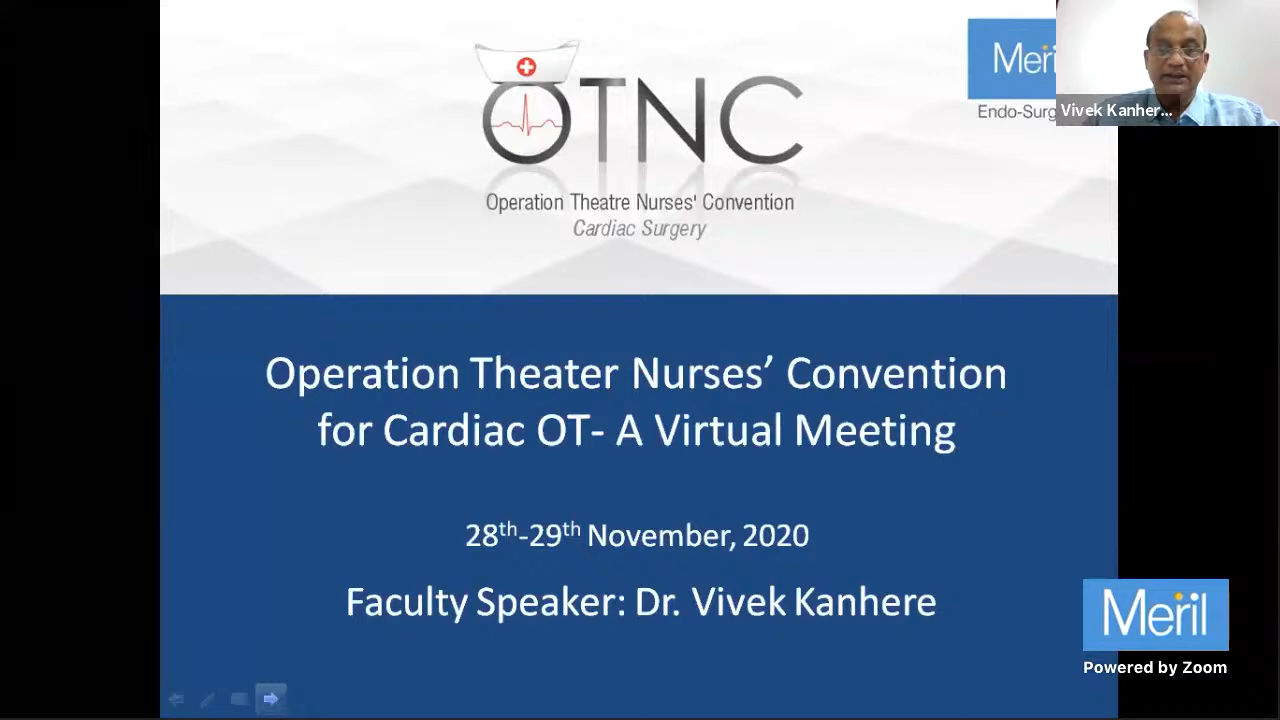 OTNC
Operation Theatre Nurses' Convention
Cardiac Surgery
Meri
Endo-Surg
Vivek Kanher...
Operation Theater Nurses’ Convention
for Cardiac OT- A Virtual Meeting
28th-29th November, 2020
Faculty Speaker: Dr. Vivek Kanhere
Meril
Powered by Zoom